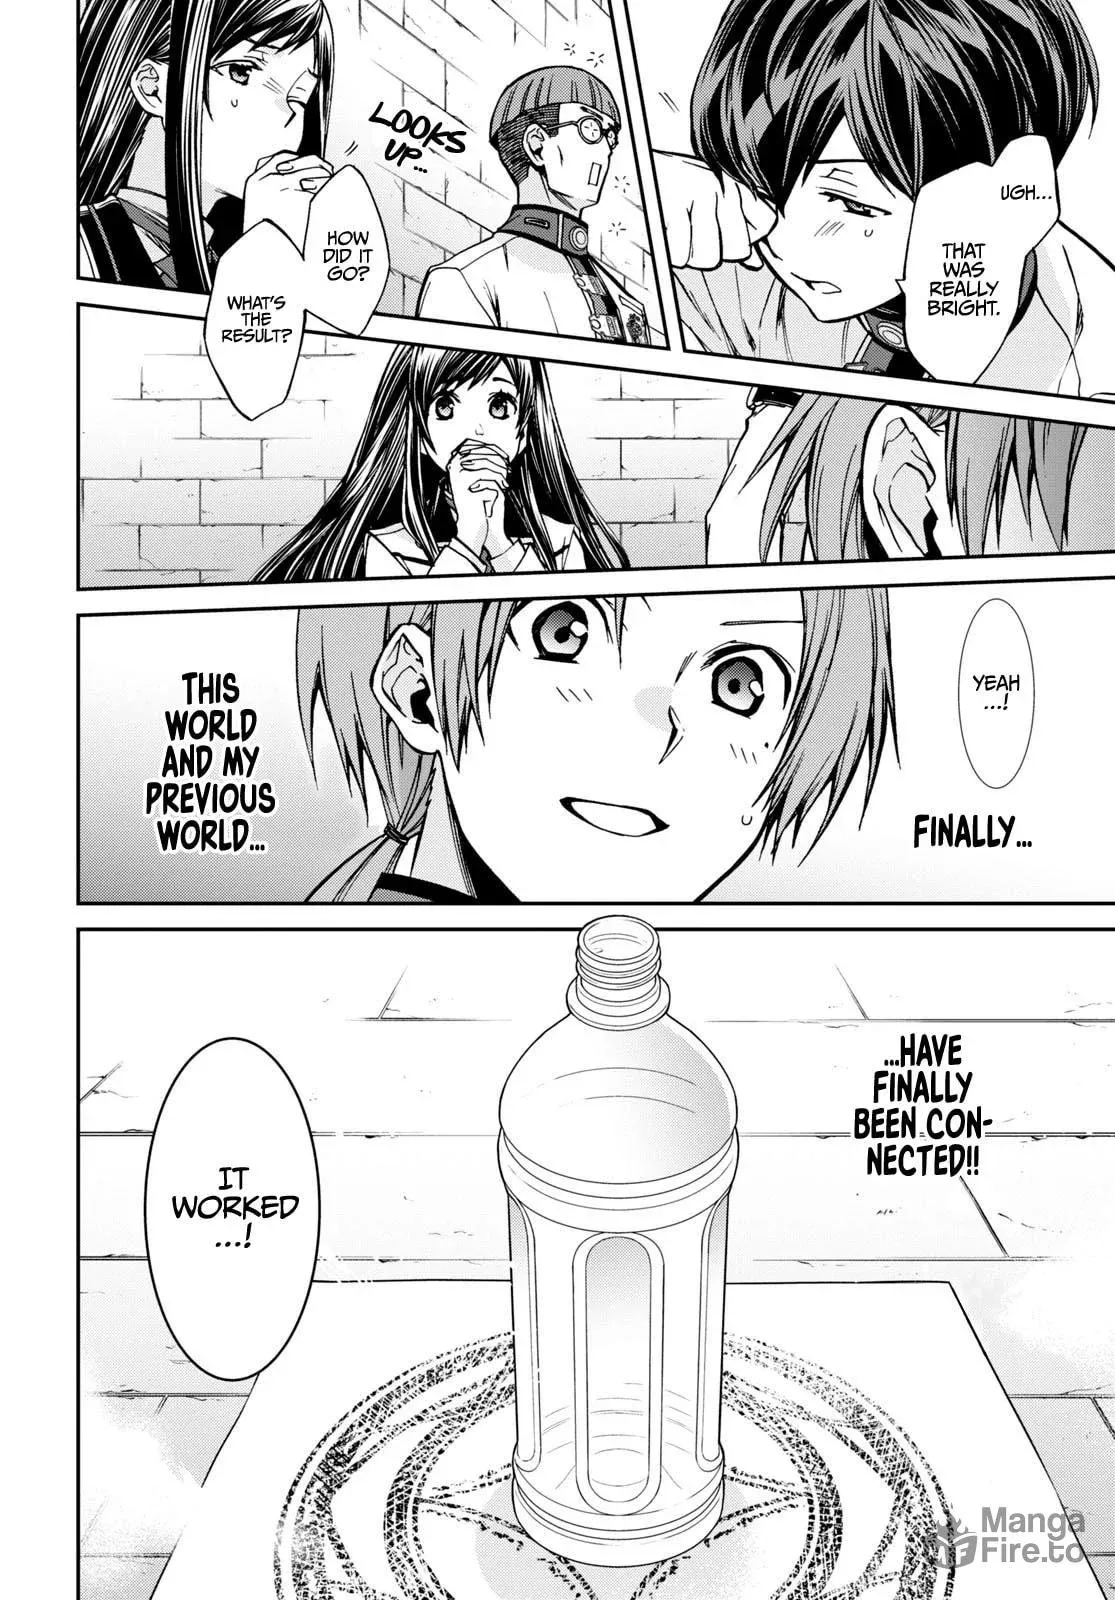 UGH...
THAT
WAS
REALLY
BRIGHT.
LOOKS
UP...
HOW
DID IT
GO?
WHAT'S
THE
RESULT?
YEAH
...!
FINALLY...
THIS
WORLD
AND MY
PREVIOUS
WORLD...
...HAVE
FINALLY
BEEN CON-
NECTED!!
IT
WORKED
...!
Manga
Fire.to